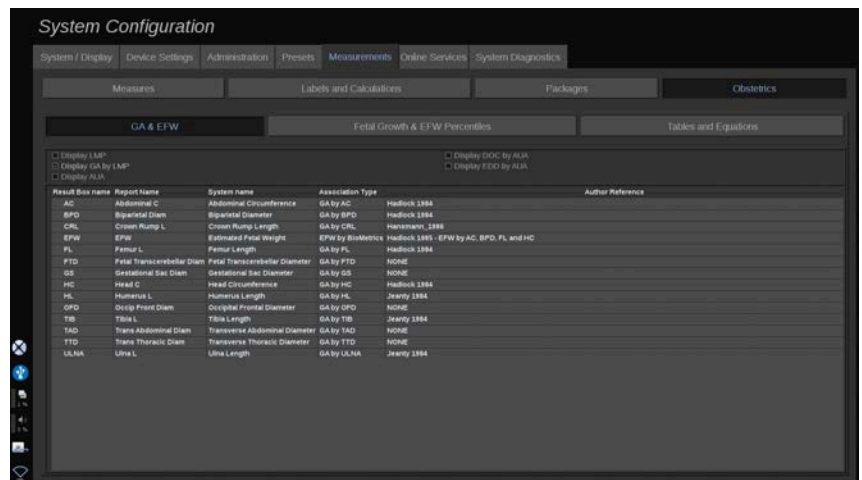 System Configuration
System / Display Device Settings Administration Presets Measurements Online Services System Diagnostics
Measures Labels and Calculations Packages Obstetrics
GA & EFW Fetal Growth & EFW Percentiles Tables and Equations
Display LMP Display DOC by AUA
Display GA by LMP Display EDD by AUA
Display AUA
Result Box name Report Name System name Association Type Author Reference
AC Abdominal C Abdominal Circumference GA by AC Hadlock 1984
BPD Biparietal Diam Biparietal Diameter GA by BPD Hadlock 1984
CRL Crown Rump L Crown Rump Length GA by CRL Hansmann_1986
EFW EFW Estimated Fetal Weight EFW by BioMetrics Hadlock 1985 - EFW by AC, BPD, FL and HC
FL Femur L Femur Length GA by FL Hadlock 1984
FTD Fetal Transcerebellar Diam Fetal Transcerebellar Diameter GA by FTD NONE
GS Gestational Sac Diam Gestational Sac Diameter GA by GS NONE
HC Head C Head Circumference GA by HC Hadlock 1984
HL Humerus L Humerus Length GA by HL Jeanty 1984
OFD Occip Front Diam Occipital Frontal Diameter GA by OFD NONE
TIB Tibia L Tibia Length GA by TIB Jeanty 1984
TAD Trans Abdominal Diam Transverse Abdominal Diameter GA by TAD NONE
TTD Trans Thoracic Diam Transverse Thoracic Diameter GA by TTD NONE
ULNA Ulna L Ulna Length GA by ULNA Jeanty 1984